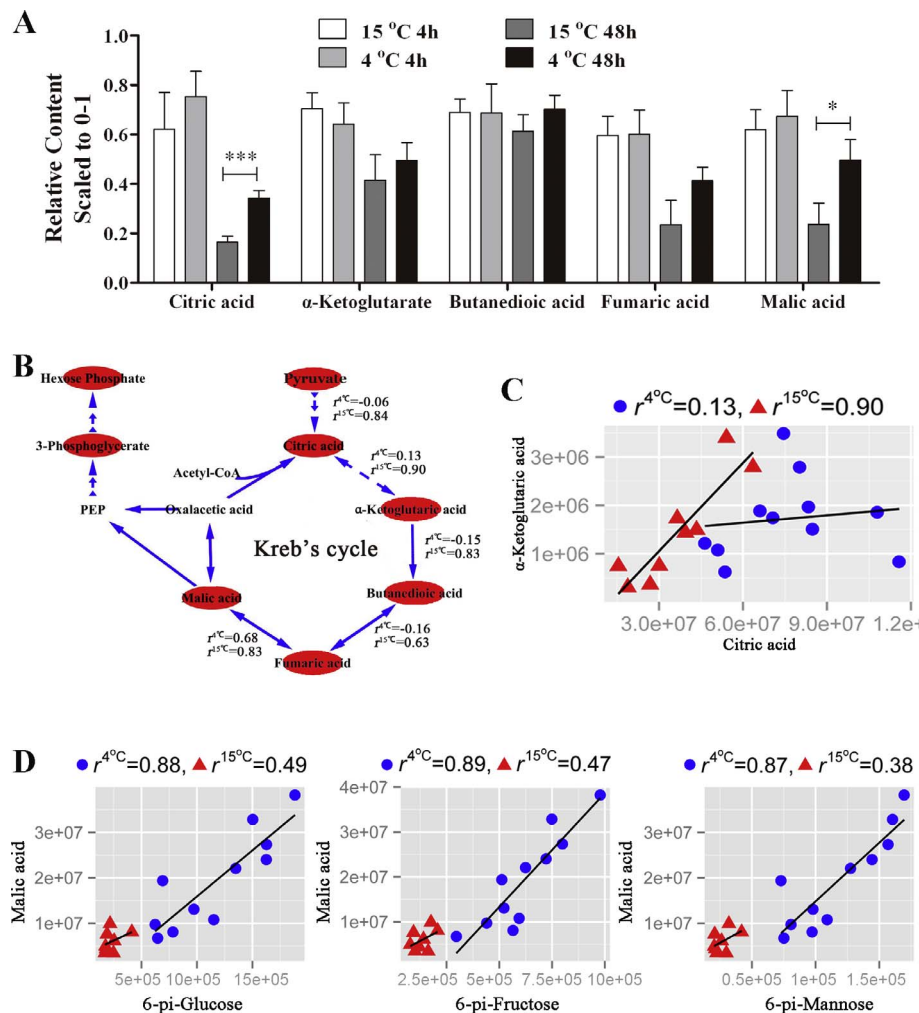 A
15 °C 4h
15 °C 48h
4 °C 4h
4 °C 48h
Relative Content
Scaled to 0-1
1.0
0.8
0.6
0.4
0.2
0.0
***
*
Citric acid
α-Ketoglutarate
Butanedioic acid
Fumaric acid
Malic acid
B
Hexose Phosphate
Pyruvate
r4℃=-0.06
r15℃=0.84
3-Phosphoglycerate
Citric acid
r4℃=0.13
r15℃=0.90
Acetyl-CoA
PEP
Oxalacetic acid
α-Ketoglutaric acid
Kreb's cycle
r4℃=-0.15
r15℃=0.83
Malic acid
Butanedioic acid
r4℃=0.68
r15℃=0.83
r4℃=-0.16
r15℃=0.63
Fumaric acid
C
r4°C=0.13, r15°C=0.90
α-Ketoglutaric acid
3e+06
2e+06
1e+06
3.0e+07
6.0e+07
9.0e+07
1.2e+
Citric acid
D
r4°C=0.88, r15°C=0.49
Malic acid
3e+07
2e+07
1e+07
5e+05
10e+05
15e+05
6-pi-Glucose
r4°C=0.89, r15°C=0.47
Malic acid
4e+07
3e+07
2e+07
1e+07
2.5e+05
5e+05
7.5e+05
10e+05
6-pi-Fructose
r4°C=0.87, r15°C=0.38
Malic acid
3e+07
2e+07
1e+07
0.5e+05
1e+05
1.5e+05
6-pi-Mannose